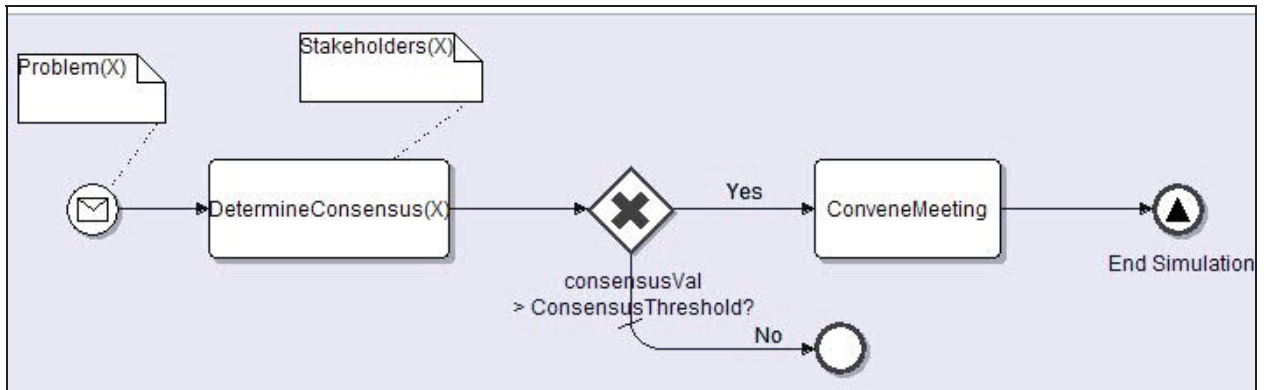 Problem(X)
Stakeholders(X)
DetermineConsensus(X)
consensusVal
> ConsensusThreshold?
Yes
No
ConveneMeeting
End Simulation